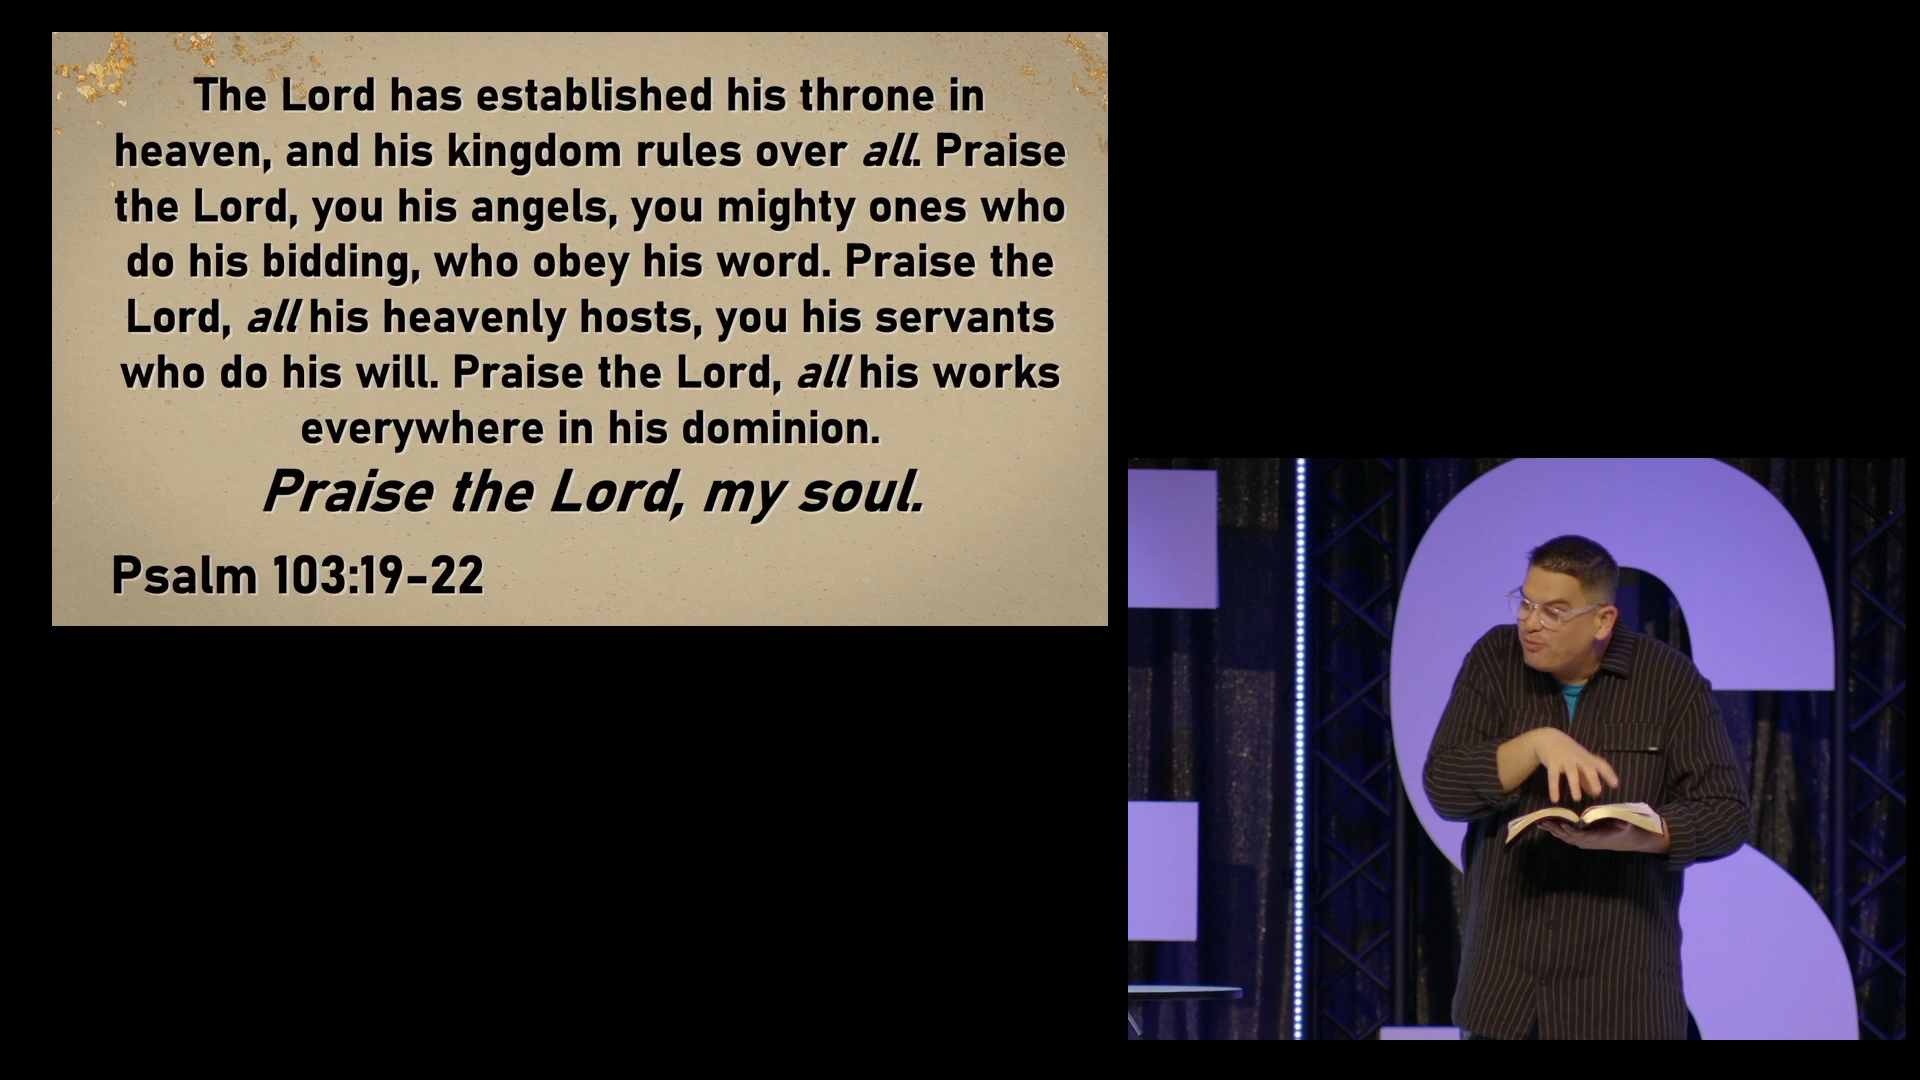 The Lord has established his throne in
heaven, and his kingdom rules over all. Praise
the Lord, you his angels, you mighty ones who
do his bidding, who obey his word. Praise the
Lord, all his heavenly hosts, you his servants
who do his will. Praise the Lord, all his works
everywhere in his dominion.
Praise the Lord, my soul.
Psalm 103:19-22